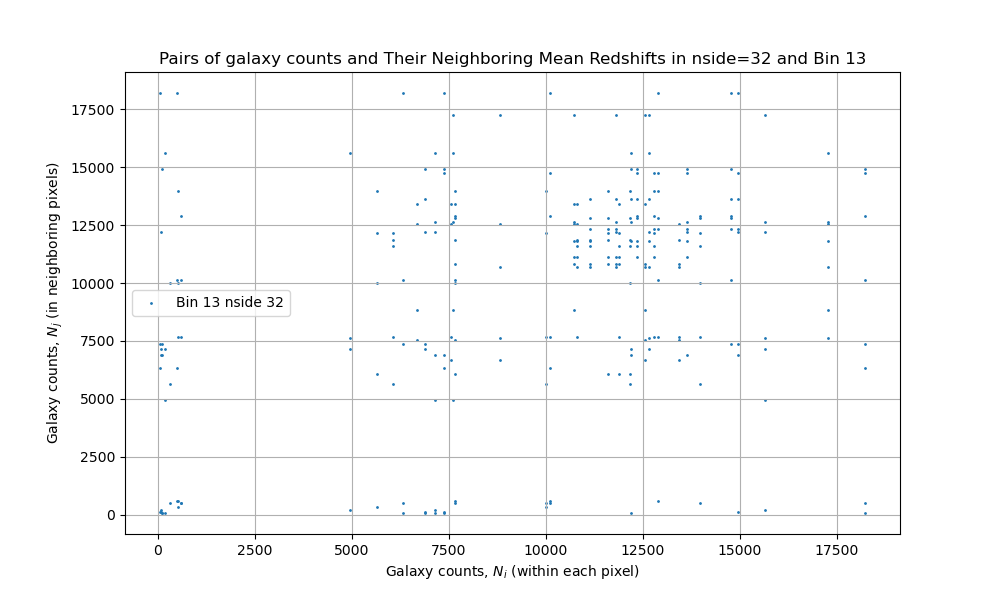 Pairs of galaxy counts and Their Neighboring Mean Redshifts in nside=32 and Bin 13
Galaxy counts, N_j (in neighboring pixels)
17500
15000
12500
10000
7500
5000
2500
0
Bin 13 nside 32
0 2500 5000 7500 10000 12500 15000 17500
Galaxy counts, N_i (within each pixel)